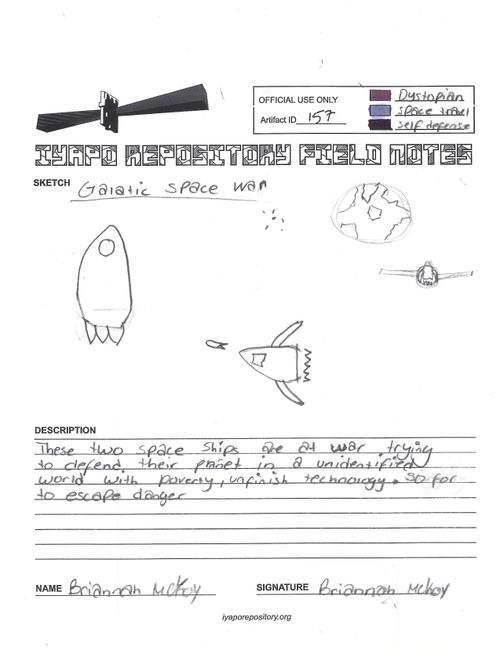 OFFICIAL USE ONLY
Artifact ID 157
Dystopian
space travel
self defense
IYAPO REPOSITORY FIELD NOTES
SKETCH Galatic space war
DESCRIPTION
These two space ships are at war trying
to defend their planet in a unidentified
world with poverty, unfinish technology. so for
to escape danger
NAME Briannah McKoy SIGNATURE Briannah McKoy
iyaporepository.org